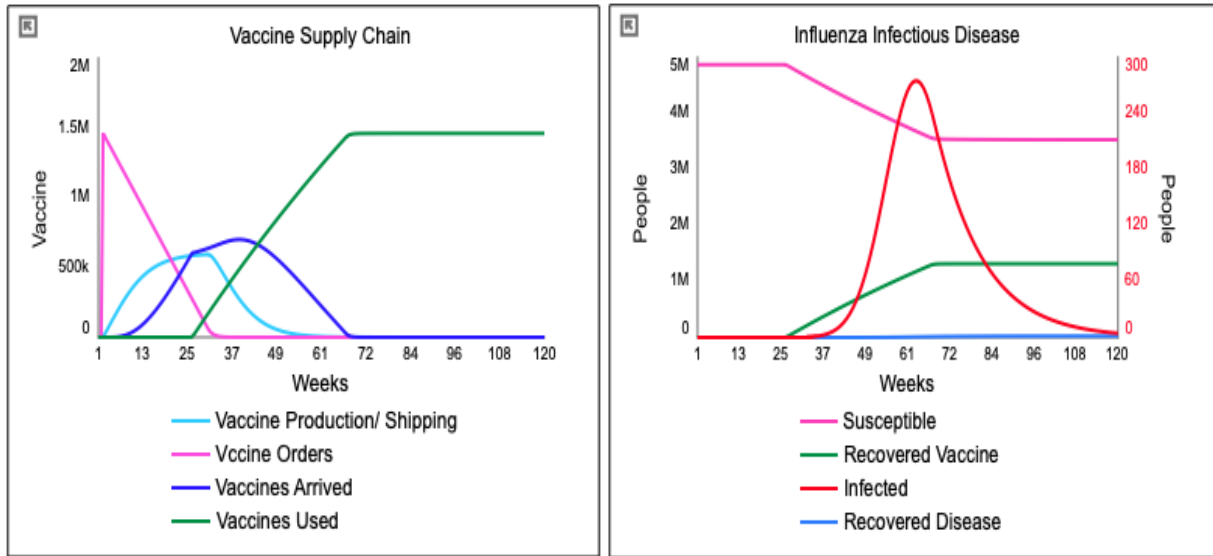 Vaccine Supply Chain
2M
1.5M
1M
500k
0
Vaccine
1 13 25 37 49 61 72 84 96 108 120
Weeks
Vaccine Production/ Shipping
Vccine Orders
Vaccines Arrived
Vaccines Used
Influenza Infectious Disease
5M
4M
3M
2M
1M
0
People
300
240
180
120
60
0
People
1 13 25 37 49 61 72 84 96 108 120
Weeks
Susceptible
Recovered Vaccine
Infected
Recovered Disease